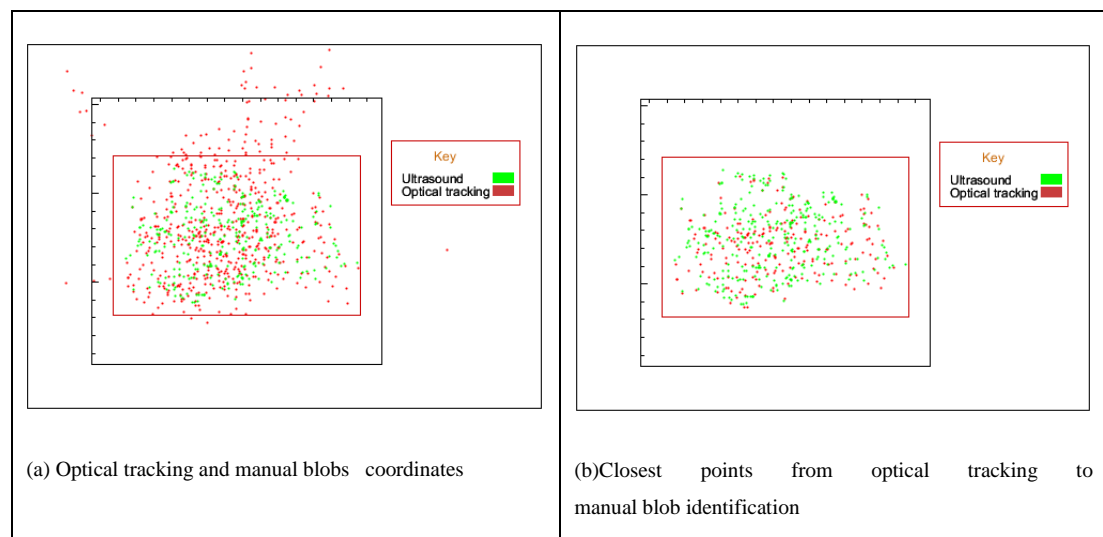 Key
Ultrasound
Optical tracking
(a) Optical tracking and manual blobs coordinates
Key
Ultrasound
Optical tracking
(b)Closest points from optical tracking to
manual blob identification